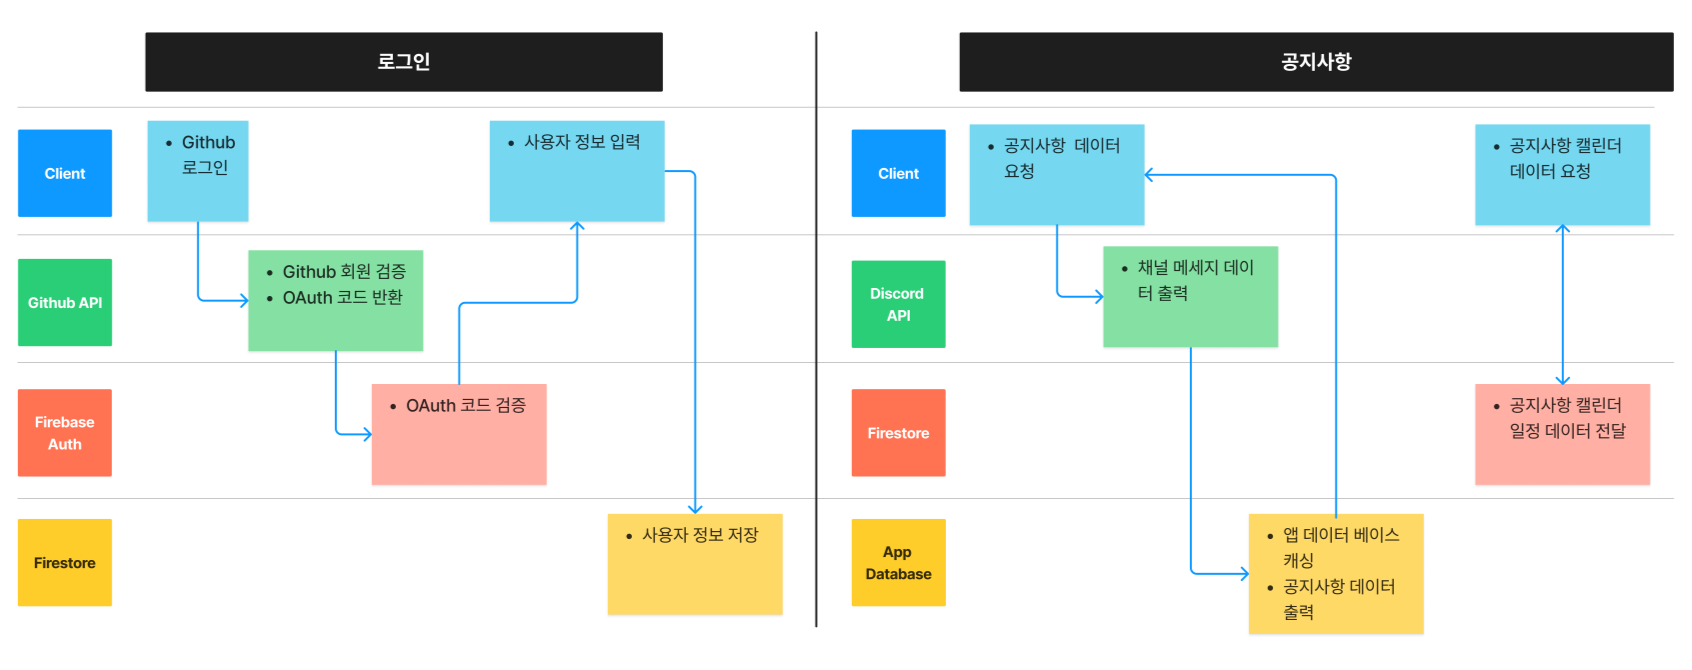 로그인
Client
• Github
로그인
• 사용자 정보 입력
Github API
• Github 회원 검증
• OAuth 코드 반환
Firebase
Auth
• OAuth 코드 검증
Firestore
• 사용자 정보 저장
공지사항
Client
• 공지사항 데이터
요청
• 공지사항 캘린더
데이터 요청
Discord
API
• 채널 메세지 데이
터 출력
Firestore
• 공지사항 캘린더
일정 데이터 전달
App
Database
• 앱 데이터 베이스
캐싱
• 공지사항 데이터
출력